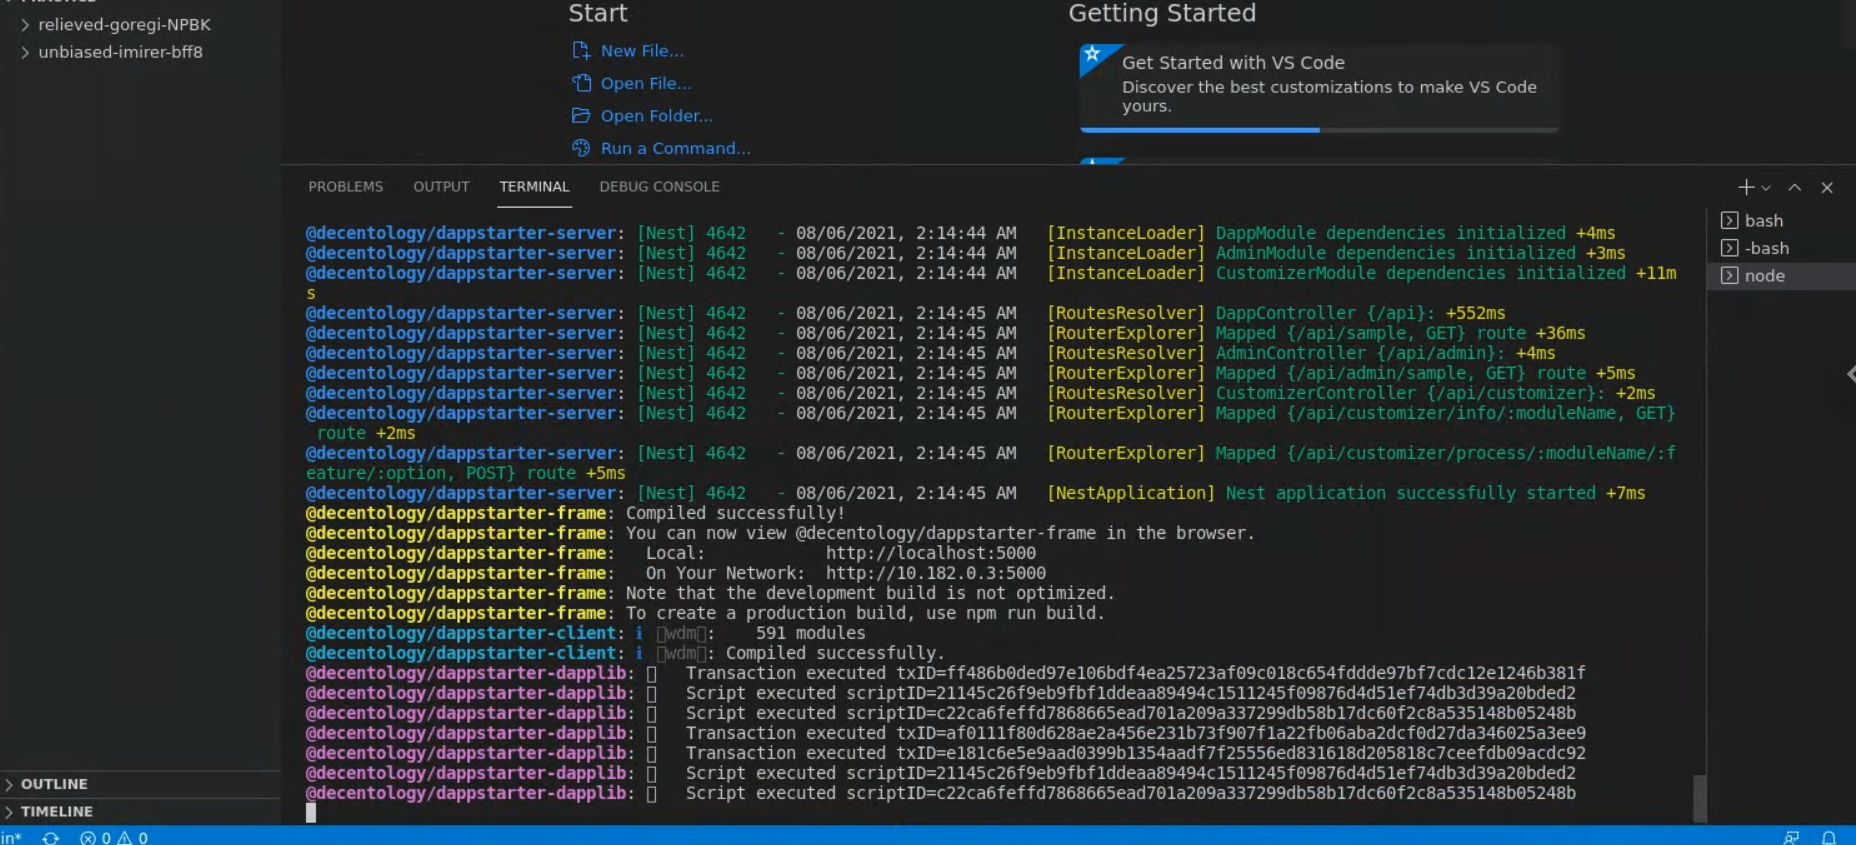 relieved-goregi-NPBK
unbiased-imirer-bff8
Start
New File...
Open File...
Open Folder...
Run a Command...
Getting Started
Get Started with VS Code
Discover the best customizations to make VS Code
yours.
PROBLEMS OUTPUT TERMINAL DEBUG CONSOLE
@decentology/dappstarter-server: [Nest] 4642 - 08/06/2021, 2:14:44 AM [InstanceLoader] DappModule dependencies initialized +4ms
@decentology/dappstarter-server: [Nest] 4642 - 08/06/2021, 2:14:44 AM [InstanceLoader] AdminModule dependencies initialized +3ms
@decentology/dappstarter-server: [Nest] 4642 - 08/06/2021, 2:14:44 AM [InstanceLoader] CustomizerModule dependencies initialized +11m
s
@decentology/dappstarter-server: [Nest] 4642 - 08/06/2021, 2:14:45 AM [RoutesResolver] DappController {/api}: +552ms
@decentology/dappstarter-server: [Nest] 4642 - 08/06/2021, 2:14:45 AM [RouterExplorer] Mapped {/api/sample, GET} route +36ms
@decentology/dappstarter-server: [Nest] 4642 - 08/06/2021, 2:14:45 AM [RoutesResolver] AdminController {/api/admin}: +4ms
@decentology/dappstarter-server: [Nest] 4642 - 08/06/2021, 2:14:45 AM [RouterExplorer] Mapped {/api/admin/sample, GET} route +5ms
@decentology/dappstarter-server: [Nest] 4642 - 08/06/2021, 2:14:45 AM [RoutesResolver] CustomizerController {/api/customizer}: +2ms
@decentology/dappstarter-server: [Nest] 4642 - 08/06/2021, 2:14:45 AM [RouterExplorer] Mapped {/api/customizer/info/:moduleName, GET}
route +2ms
@decentology/dappstarter-server: [Nest] 4642 - 08/06/2021, 2:14:45 AM [RouterExplorer] Mapped {/api/customizer/process/:moduleName/:f
eature/:option, POST} route +5ms
@decentology/dappstarter-server: [Nest] 4642 - 08/06/2021, 2:14:45 AM [NestApplication] Nest application successfully started +7ms
@decentology/dappstarter-frame: Compiled successfully!
@decentology/dappstarter-frame: You can now view @decentology/dappstarter-frame in the browser.
@decentology/dappstarter-frame: Local: http://localhost:5000
@decentology/dappstarter-frame: On Your Network: http://10.182.0.3:5000
@decentology/dappstarter-frame: Note that the development build is not optimized.
@decentology/dappstarter-frame: To create a production build, use npm run build.
@decentology/dappstarter-client: ℹ ｢wdm｣: 591 modules
@decentology/dappstarter-client: ℹ ｢wdm｣: Compiled successfully.
@decentology/dappstarter-dapplib: Transaction executed txID=ff486b0ded97e106bdf4ea25723af09c018c654fddde97bf7cdc12e1246b381f
@decentology/dappstarter-dapplib: Script executed scriptID=21145c26f9eb9fbf1ddeaa89494c1511245f09876d4d51ef74db3d39a20bded2
@decentology/dappstarter-dapplib: Script executed scriptID=c22ca6feffd7868665ead701a209a337299db58b17dc60f2c8a535148b05248b
@decentology/dappstarter-dapplib: Transaction executed txID=af0111f80d628ae2a456e231b73f907f1a22fb06aba2dcf0d27da346025a3ee9
@decentology/dappstarter-dapplib: Transaction executed txID=e181c6e5e9aad0399b1354aadf7f25556ed831618d205818c7ceefdb09acdc92
@decentology/dappstarter-dapplib: Script executed scriptID=21145c26f9eb9fbf1ddeaa89494c1511245f09876d4d51ef74db3d39a20bded2
@decentology/dappstarter-dapplib: Script executed scriptID=c22ca6feffd7868665ead701a209a337299db58b17dc60f2c8a535148b05248b
bash
-bash
node
OUTLINE
TIMELINE
in* 0 0